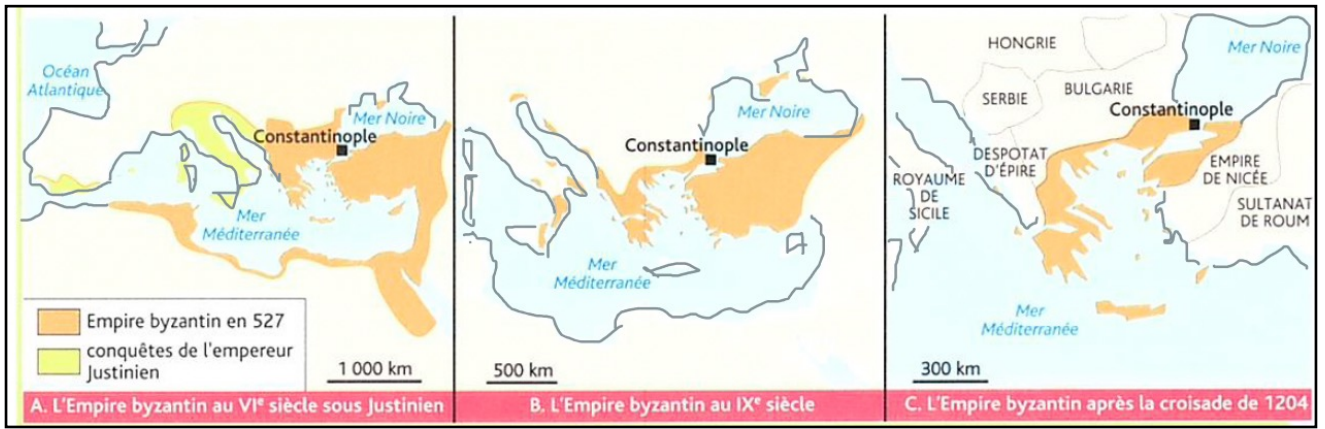 Océan
Atlantique
Mer Noire
Constantinople
Mer
Méditerranée
Empire byzantin en 527
conquêtes de l'empereur
Justinien
1 000 km
A. L'Empire byzantin au VIe siècle sous Justinien
Mer Noire
Constantinople
Mer
Méditerranée
500 km
B. L'Empire byzantin au IXe siècle
HONGRIE
Mer Noire
SERBIE
BULGARIE
Constantinople
DESPOTAT
D'ÉPIRE
ROYAUME
DE
SICILE
EMPIRE
DE NICÉE
SULTANAT
DE ROUM
Mer
Méditerranée
300 km
C. L'Empire byzantin après la croisade de 1204